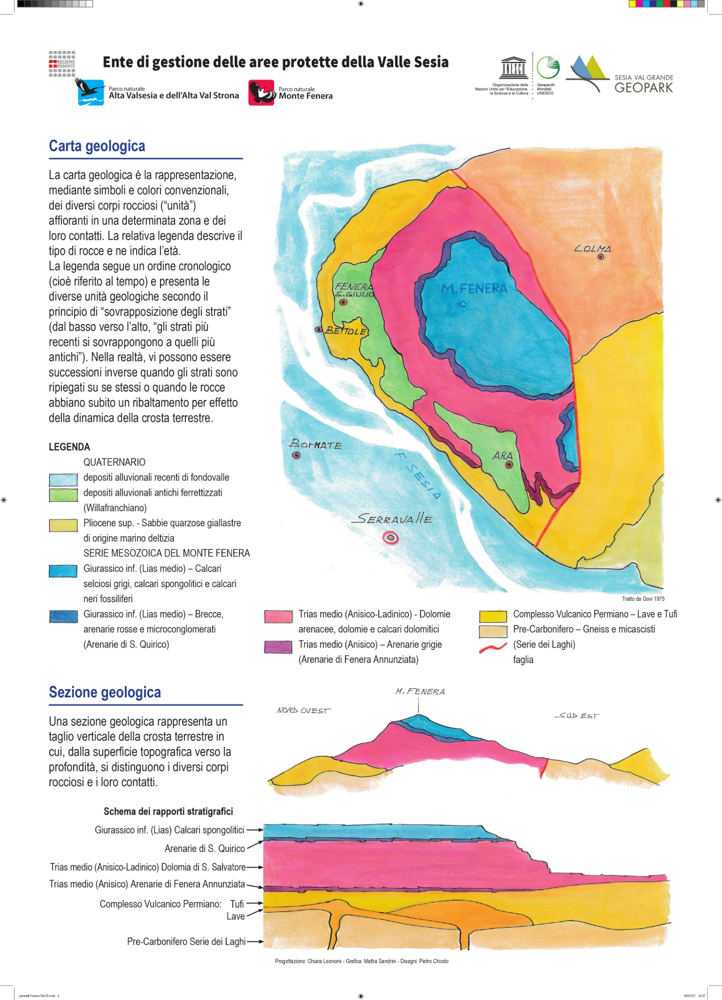 REGIONE
PIEMONTE
Ente di gestione delle aree protette della Valle Sesia
Parco naturale
Alta Valsesia e dell'Alta Val Strona
Parco naturale
Monte Fenera
UNESCO
Organizzazione delle
Nazioni Unite per l'Educazione,
la Scienza e la Cultura
Geoparchi
Mondiali
UNESCO
SESIA VAL GRANDE
GEOPARK
Carta geologica
La carta geologica è la rappresentazione,
mediante simboli e colori convenzionali,
dei diversi corpi rocciosi (“unità”)
affioranti in una determinata zona e dei
loro contatti. La relativa legenda descrive il
tipo di rocce e ne indica l’età.
La legenda segue un ordine cronologico
(cioè riferito al tempo) e presenta le
diverse unità geologiche secondo il
principio di “sovrapposizione degli strati”
(dal basso verso l’alto, “gli strati più
recenti si sovrappongono a quelli più
antichi”). Nella realtà, vi possono essere
successioni inverse quando gli strati sono
ripiegati su se stessi o quando le rocce
abbiano subito un ribaltamento per effetto
della dinamica della crosta terrestre.
COLMA
M. FENERA
FENERA
S. GIULIO
BETTOLE
BORNATE
ARA
F. SESIA
SERRAVALLE
Tratto da Govi 1975
LEGENDA
QUATERNARIO
depositi alluvionali recenti di fondovalle
depositi alluvionali antichi ferrettizzati
(Willafranchiano)
Pliocene sup. - Sabbie quarzose giallastre
di origine marino deltizia
SERIE MESOZOICA DEL MONTE FENERA
Giurassico inf. (Lias medio) – Calcari
selciosi grigi, calcari spongolitici e calcari
neri fossiliferi
Giurassico inf. (Lias medio) – Brecce,
arenarie rosse e microconglomerati
(Arenarie di S. Quirico)
Trias medio (Anisico-Ladinico) - Dolomie
arenacee, dolomie e calcari dolomitici
Trias medio (Anisico) – Arenarie grigie
(Arenarie di Fenera Annunziata)
Complesso Vulcanico Permiano – Lave e Tufi
Pre-Carbonifero – Gneiss e micascisti
(Serie dei Laghi)
faglia
Sezione geologica
Una sezione geologica rappresenta un
taglio verticale della crosta terrestre in
cui, dalla superficie topografica verso la
profondità, si distinguono i diversi corpi
rocciosi e i loro contatti.
M. FENERA
NORD OVEST
SUD EST
Schema dei rapporti stratigrafici
Giurassico inf. (Lias) Calcari spongolitici
Arenarie di S. Quirico
Trias medio (Anisico-Ladinico) Dolomia di S. Salvatore
Trias medio (Anisico) Arenarie di Fenera Annunziata
Complesso Vulcanico Permiano: Tufi
Lave
Pre-Carbonifero Serie dei Laghi
Progettazione: Chiara Leonoris - Grafica: Mattia Sandrini - Disegni: Pietro Chiodo
pannelli Fenera 50x70.indd 3
05/07/17 14:37